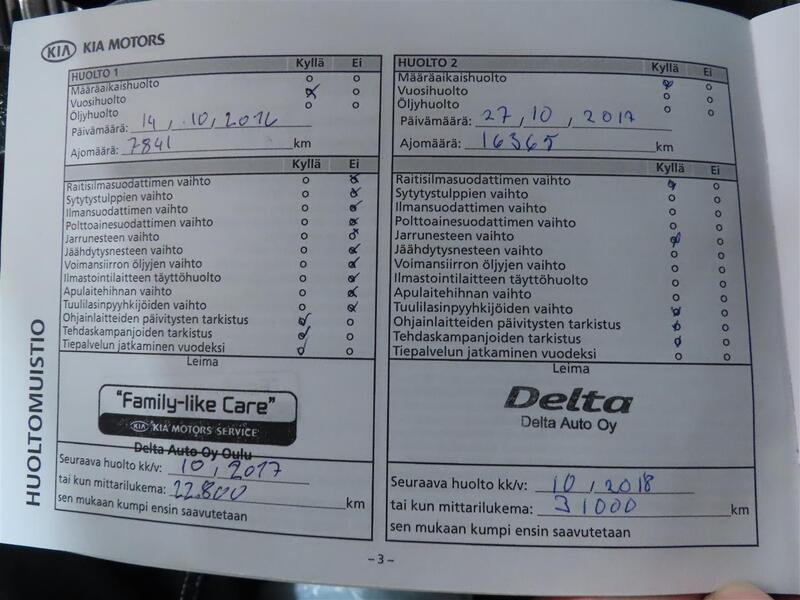 KIA KIA MOTORS
HUOLTOMUISTIO
HUOLTO 1 Kyllä Ei
Määräaikaishuolto
Vuosihuolto
Öljyhuolto
Päivämäärä: 14, 10, 2016
Ajomäärä: 7841 km
Kyllä Ei
Raitisilmasuodattimen vaihto
Sytytystulppien vaihto
Ilmansuodattimen vaihto
Polttoainesuodattimen vaihto
Jarrunesteen vaihto
Jäähdytysnesteen vaihto
Voimansiirron öljyjen vaihto
Ilmastointilaitteen täyttöhuolto
Apulaitehihnan vaihto
Tuulilasinpyyhkijöiden vaihto
Ohjainlaitteiden päivitysten tarkistus
Tehdaskampanjoiden tarkistus
Tiepalvelun jatkaminen vuodeksi
Leima
"Family-like Care"
KIA KIA MOTORS SERVICE
Delta Auto Oy Oulu
Seuraava huolto kk/v: 10, 2017
tai kun mittarilukema: 22.800 km
sen mukaan kumpi ensin saavutetaan
HUOLTO 2 Kyllä Ei
Määräaikaishuolto
Vuosihuolto
Öljyhuolto
Päivämäärä: 27, 10, 2017
Ajomäärä: 16365 km
Kyllä Ei
Raitisilmasuodattimen vaihto
Sytytystulppien vaihto
Ilmansuodattimen vaihto
Polttoainesuodattimen vaihto
Jarrunesteen vaihto
Jäähdytysnesteen vaihto
Voimansiirron öljyjen vaihto
Ilmastointilaitteen täyttöhuolto
Apulaitehihnan vaihto
Tuulilasinpyyhkijöiden vaihto
Ohjainlaitteiden päivitysten tarkistus
Tehdaskampanjoiden tarkistus
Tiepalvelun jatkaminen vuodeksi
Leima
Delta
Delta Auto Oy
Seuraava huolto kk/v: 10, 2018
tai kun mittarilukema: 31000 km
sen mukaan kumpi ensin saavutetaan
–3–